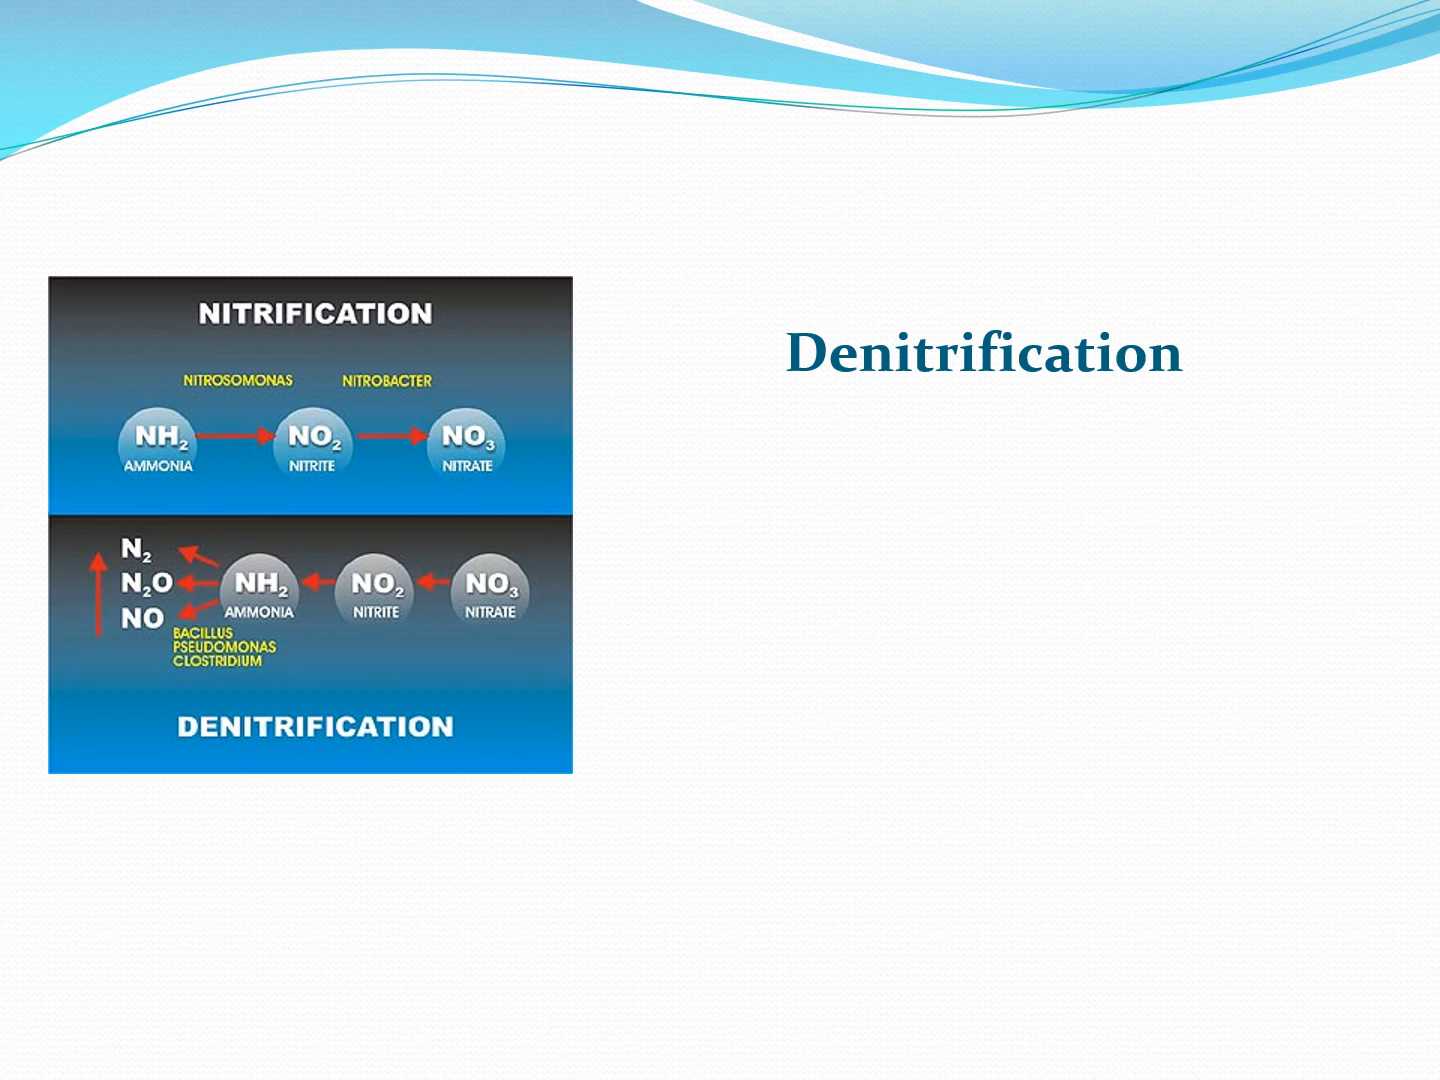 NITRIFICATION
NITROSOMONAS NITROBACTER
NH₂ NO₂ NO₃
AMMONIA NITRITE NITRATE
N₂
N₂O NH₂ NO₂ NO₃
NO AMMONIA NITRITE NITRATE
BACILLUS
PSEUDOMONAS
CLOSTRIDIUM
DENITRIFICATION
Denitrification